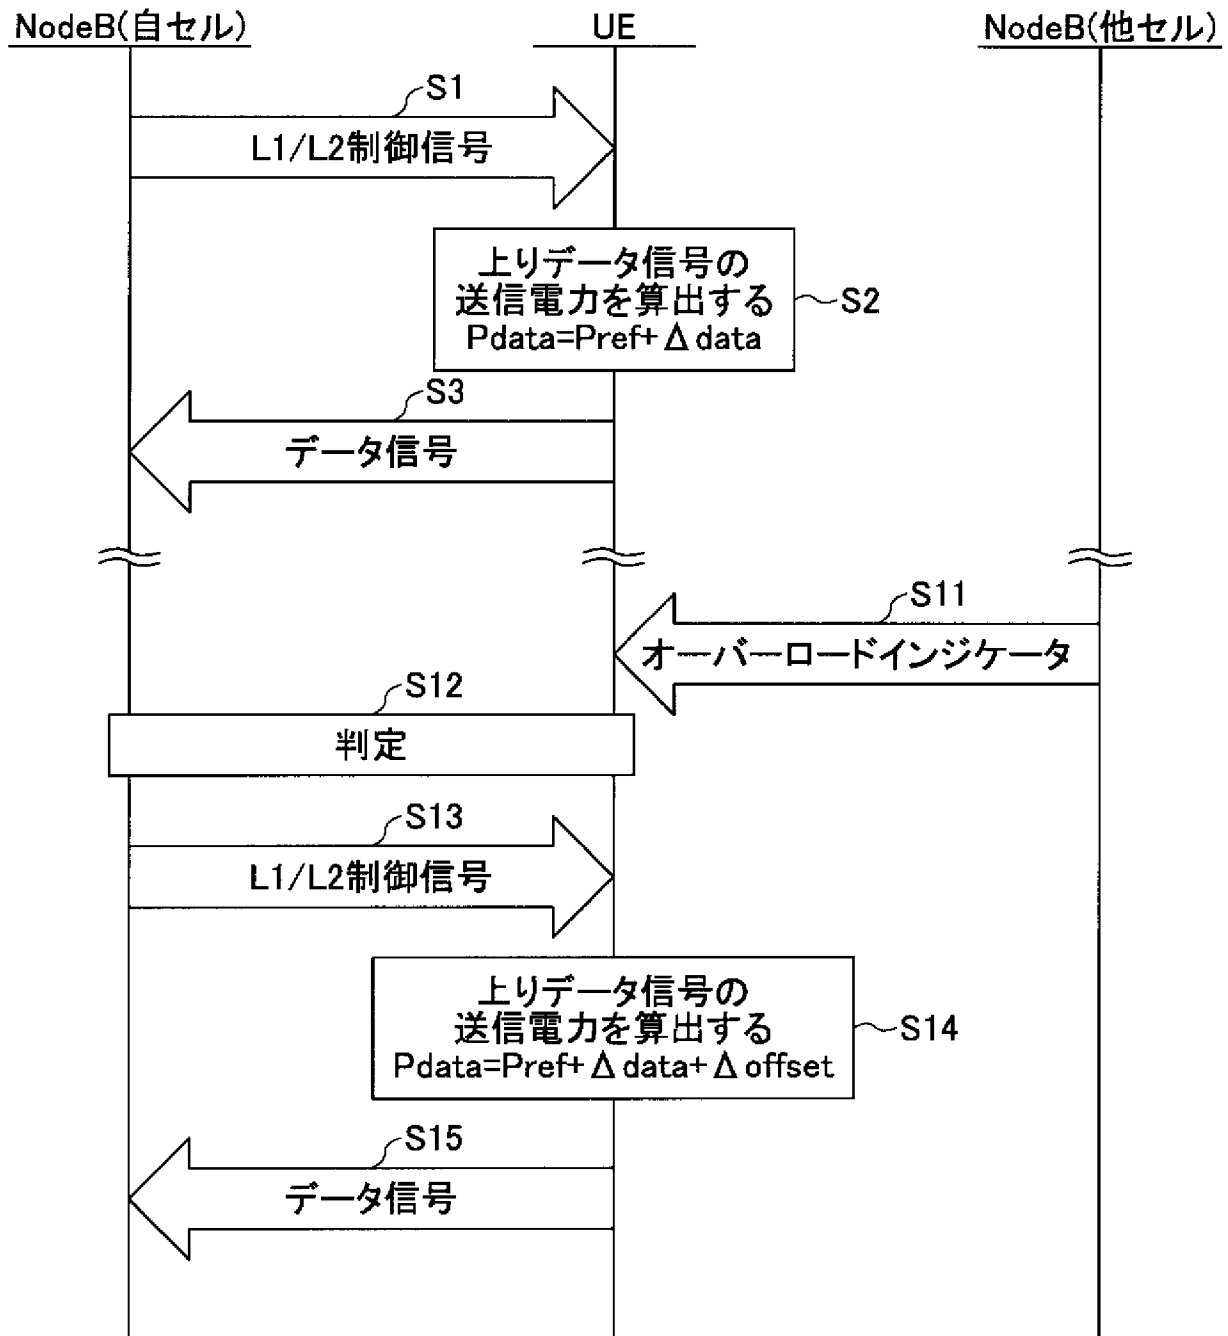 NodeB(自セル)
UE
NodeB(他セル)
S1
L1/L2制御信号
上りデータ信号の
送信電力を算出する
Pdata=Pref+Δdata
S2
S3
データ信号
S11
オーバーロードインジケータ
S12
判定
S13
L1/L2制御信号
上りデータ信号の
送信電力を算出する
Pdata=Pref+Δdata+Δoffset
S14
S15
データ信号